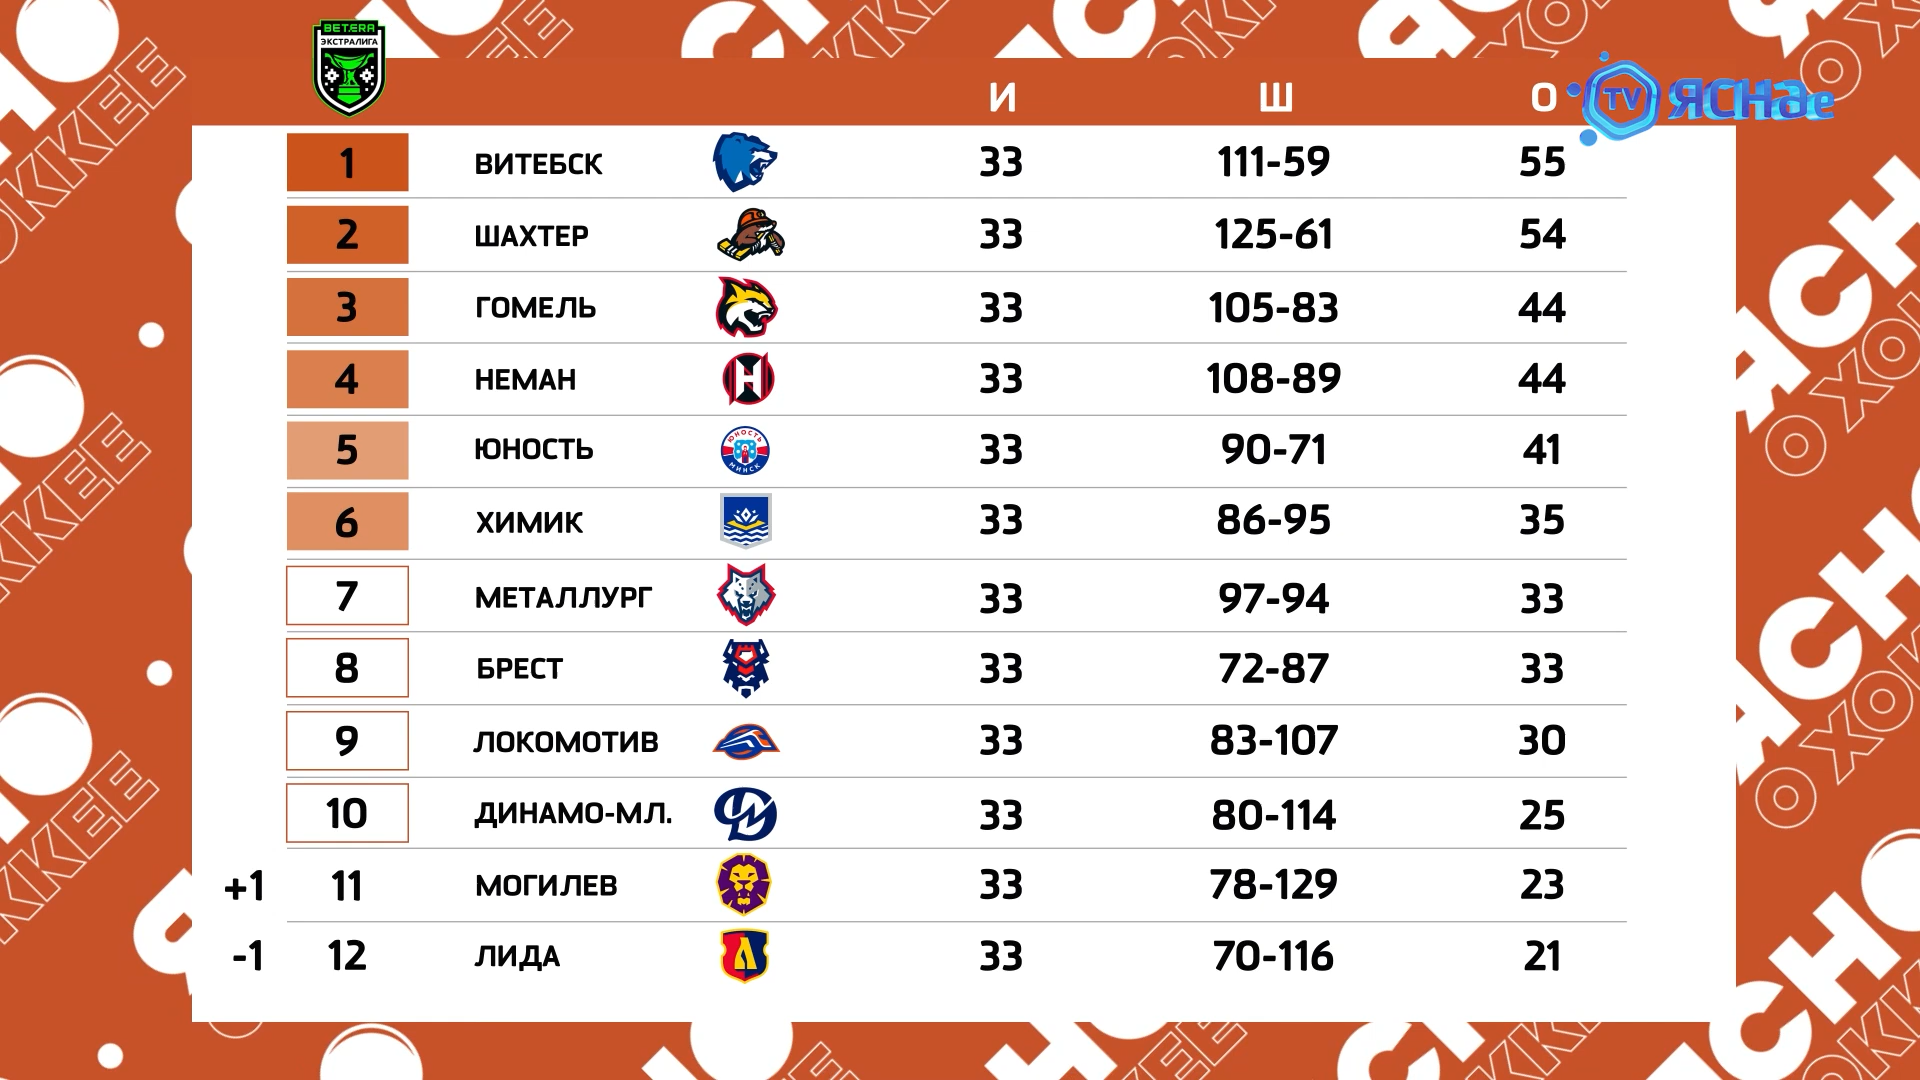 BETERA
ЭКСТРАЛИГА
И Ш О
TV ЯСНАе
1 ВИТЕБСК 33 111-59 55
2 ШАХТЕР 33 125-61 54
3 ГОМЕЛЬ 33 105-83 44
4 НЕМАН Н 33 108-89 44
5 ЮНОСТЬ ЮНОСТЬ МИНСК 33 90-71 41
6 ХИМИК 33 86-95 35
7 МЕТАЛЛУРГ 33 97-94 33
8 БРЕСТ 33 72-87 33
9 ЛОКОМОТИВ 33 83-107 30
10 ДИНАМО-МЛ. 33 80-114 25
+1 11 МОГИЛЕВ 33 78-129 23
-1 12 ЛИДА 33 70-116 21